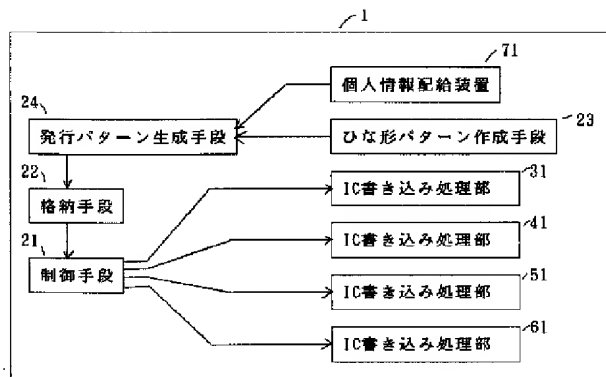 1
71
個人情報配給装置
24
発行パターン生成手段
23
ひな形パターン作成手段
22
格納手段
31
IC書き込み処理部
41
IC書き込み処理部
21
制御手段
51
IC書き込み処理部
61
IC書き込み処理部